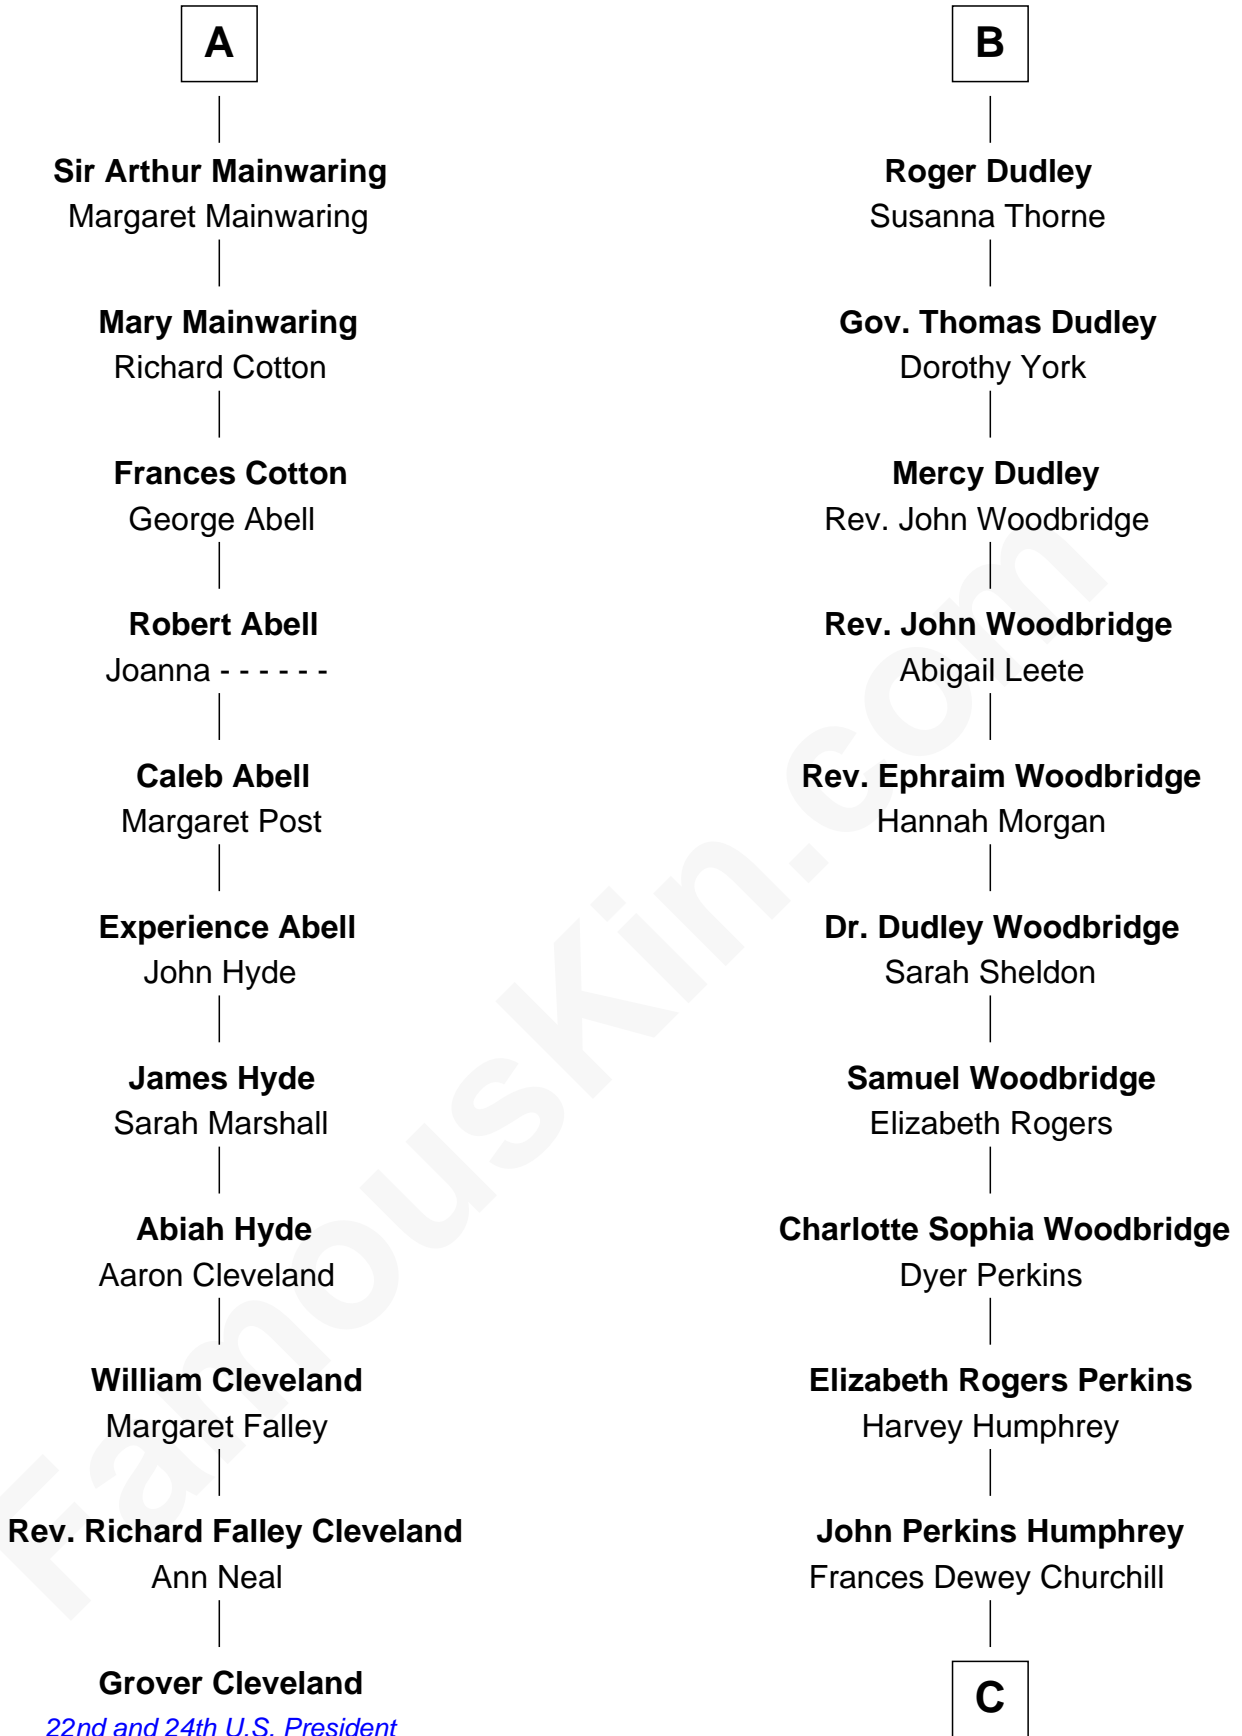 A
Sir Arthur Mainwaring
Margaret Mainwaring
Mary Mainwaring
Richard Cotton
Frances Cotton
George Abell
Robert Abell
Joanna - - - - - -
Caleb Abell
Margaret Post
Experience Abell
John Hyde
James Hyde
Sarah Marshall
Abiah Hyde
Aaron Cleveland
William Cleveland
Margaret Falley
Rev. Richard Falley Cleveland
Ann Neal
Grover Cleveland
22nd and 24th U.S. President
B
Roger Dudley
Susanna Thorne
Gov. Thomas Dudley
Dorothy York
Mercy Dudley
Rev. John Woodbridge
Rev. John Woodbridge
Abigail Leete
Rev. Ephraim Woodbridge
Hannah Morgan
Dr. Dudley Woodbridge
Sarah Sheldon
Samuel Woodbridge
Elizabeth Rogers
Charlotte Sophia Woodbridge
Dyer Perkins
Elizabeth Rogers Perkins
Harvey Humphrey
John Perkins Humphrey
Frances Dewey Churchill
C
FamousKin.com